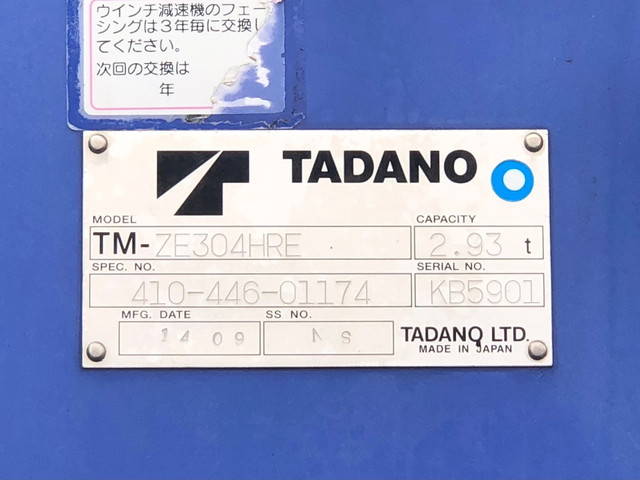 ウインチ減速機のフェー
シングは3年毎に交換し
てください。
次回の交換は
年
TADANO
MODEL
TM-ZE304HRE
CAPACITY
2.93 t
SPEC. NO.
410-446-01174
SERIAL NO.
KB5901
MFG. DATE
14 09
SS NO.
NS
TADANO LTD.
MADE IN JAPAN